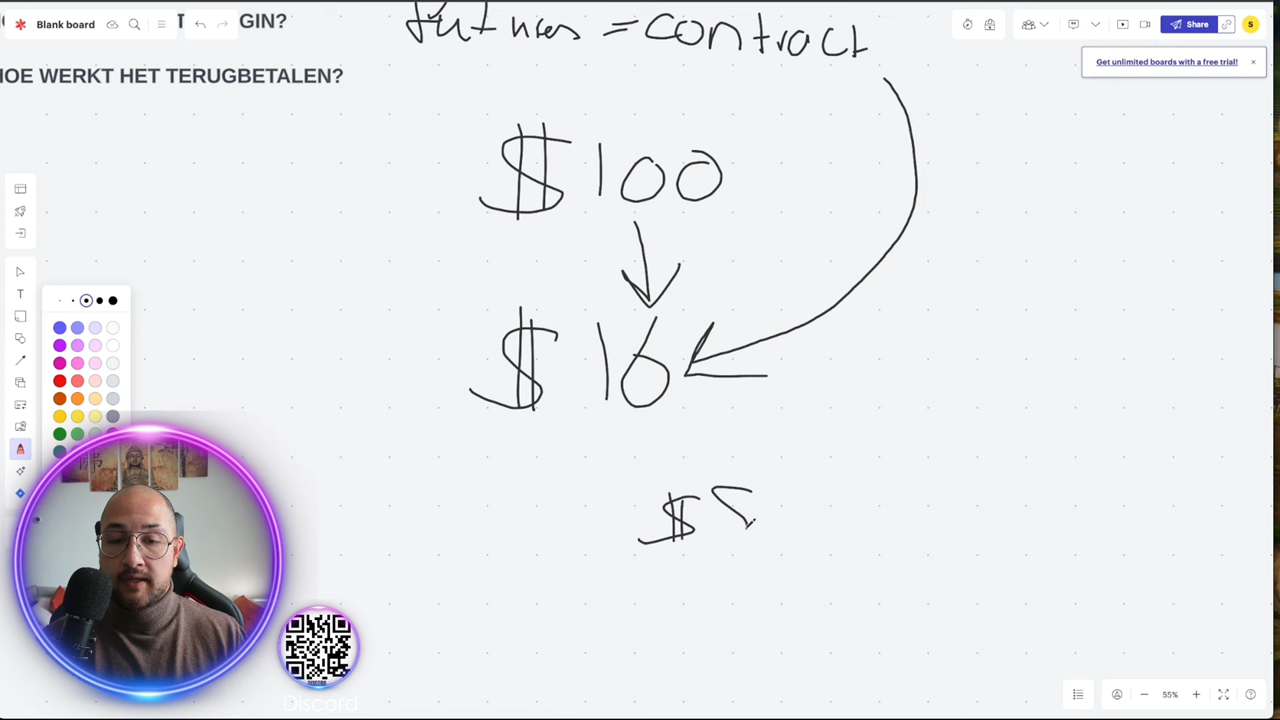 Blank board
GIN?
Share
S
Get unlimited boards with a free trial!
HOE WERKT HET TERUGBETALEN?
futures = contract
$100
$ 16
$
T
55%
Discord